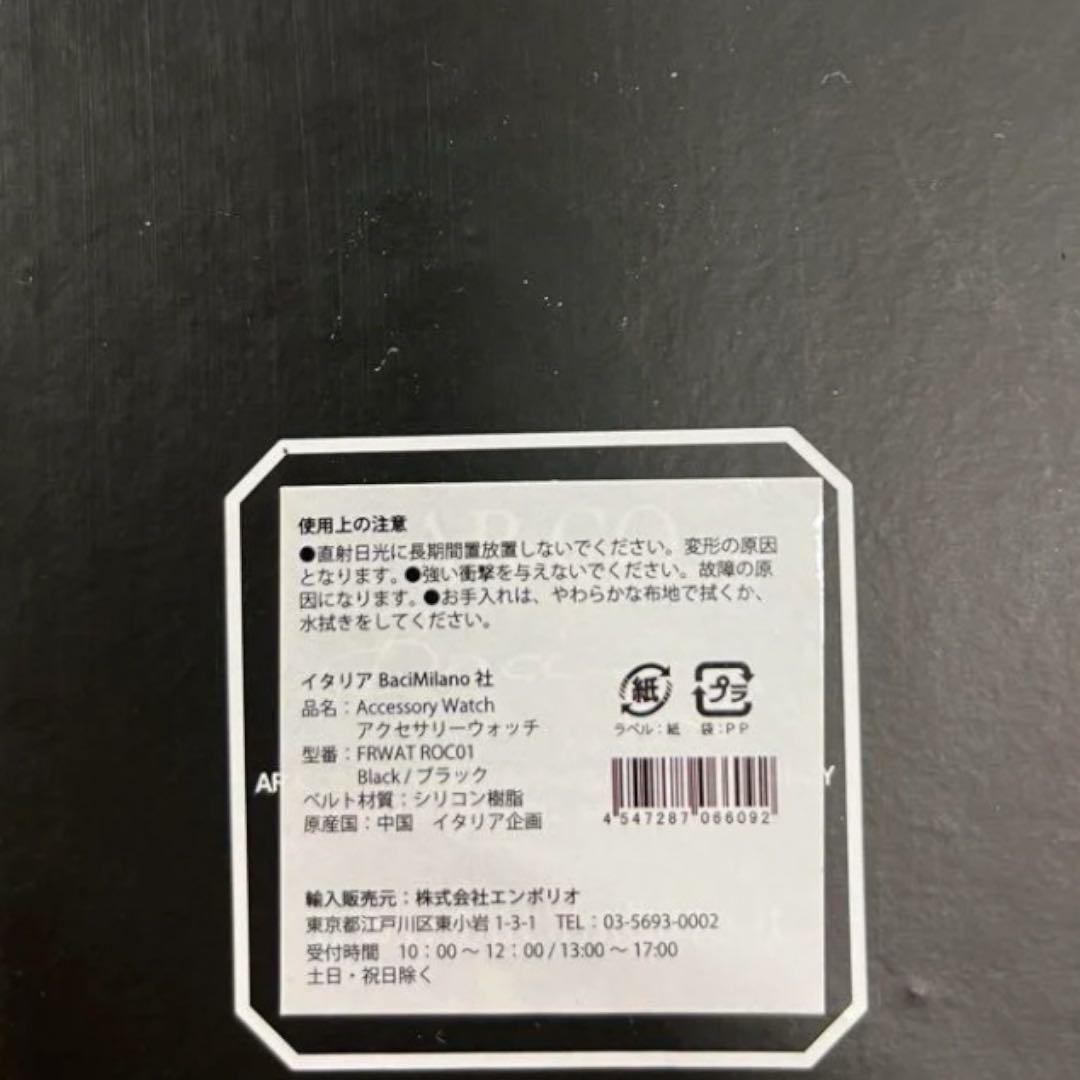 使用上の注意
●直射日光に長期間置放置しないでください。変形の原因
となります。●強い衝撃を与えないでください。故障の原
因になります。●お手入れは、やわらかな布地で拭くか、
水拭きをしてください。
イタリア BaciMilano 社
品名：Accessory Watch
アクセサリーウォッチ
型番：FRWAT ROC01
Black / ブラック
ベルト材質：シリコン樹脂
原産国：中国 イタリア企画
紙 プラ
ラベル：紙 袋：PP
4 547287 066092
輸入販売元：株式会社エンポリオ
東京都江戸川区東小岩 1-3-1 TEL：03-5693-0002
受付時間 10：00 〜 12：00 / 13:00 〜 17:00
土日・祝日除く